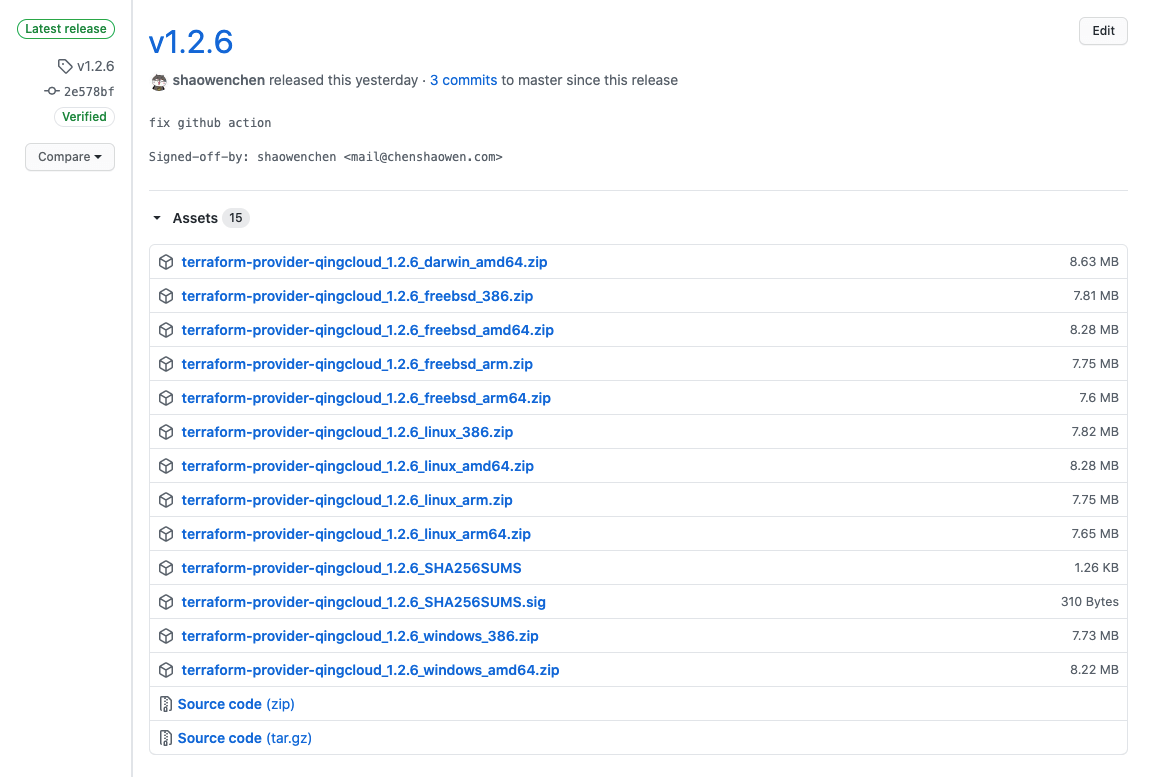 Latest release
v1.2.6
2e578bf
Verified
Compare
v1.2.6
Edit
shaowenchen released this yesterday · 3 commits to master since this release
fix github action
Signed-off-by: shaowenchen <mail@chenshaowen.com>
Assets 15
terraform-provider-qingcloud_1.2.6_darwin_amd64.zip 8.63 MB
terraform-provider-qingcloud_1.2.6_freebsd_386.zip 7.81 MB
terraform-provider-qingcloud_1.2.6_freebsd_amd64.zip 8.28 MB
terraform-provider-qingcloud_1.2.6_freebsd_arm.zip 7.75 MB
terraform-provider-qingcloud_1.2.6_freebsd_arm64.zip 7.6 MB
terraform-provider-qingcloud_1.2.6_linux_386.zip 7.82 MB
terraform-provider-qingcloud_1.2.6_linux_amd64.zip 8.28 MB
terraform-provider-qingcloud_1.2.6_linux_arm.zip 7.75 MB
terraform-provider-qingcloud_1.2.6_linux_arm64.zip 7.65 MB
terraform-provider-qingcloud_1.2.6_SHA256SUMS 1.26 KB
terraform-provider-qingcloud_1.2.6_SHA256SUMS.sig 310 Bytes
terraform-provider-qingcloud_1.2.6_windows_386.zip 7.73 MB
terraform-provider-qingcloud_1.2.6_windows_amd64.zip 8.22 MB
Source code (zip)
Source code (tar.gz)